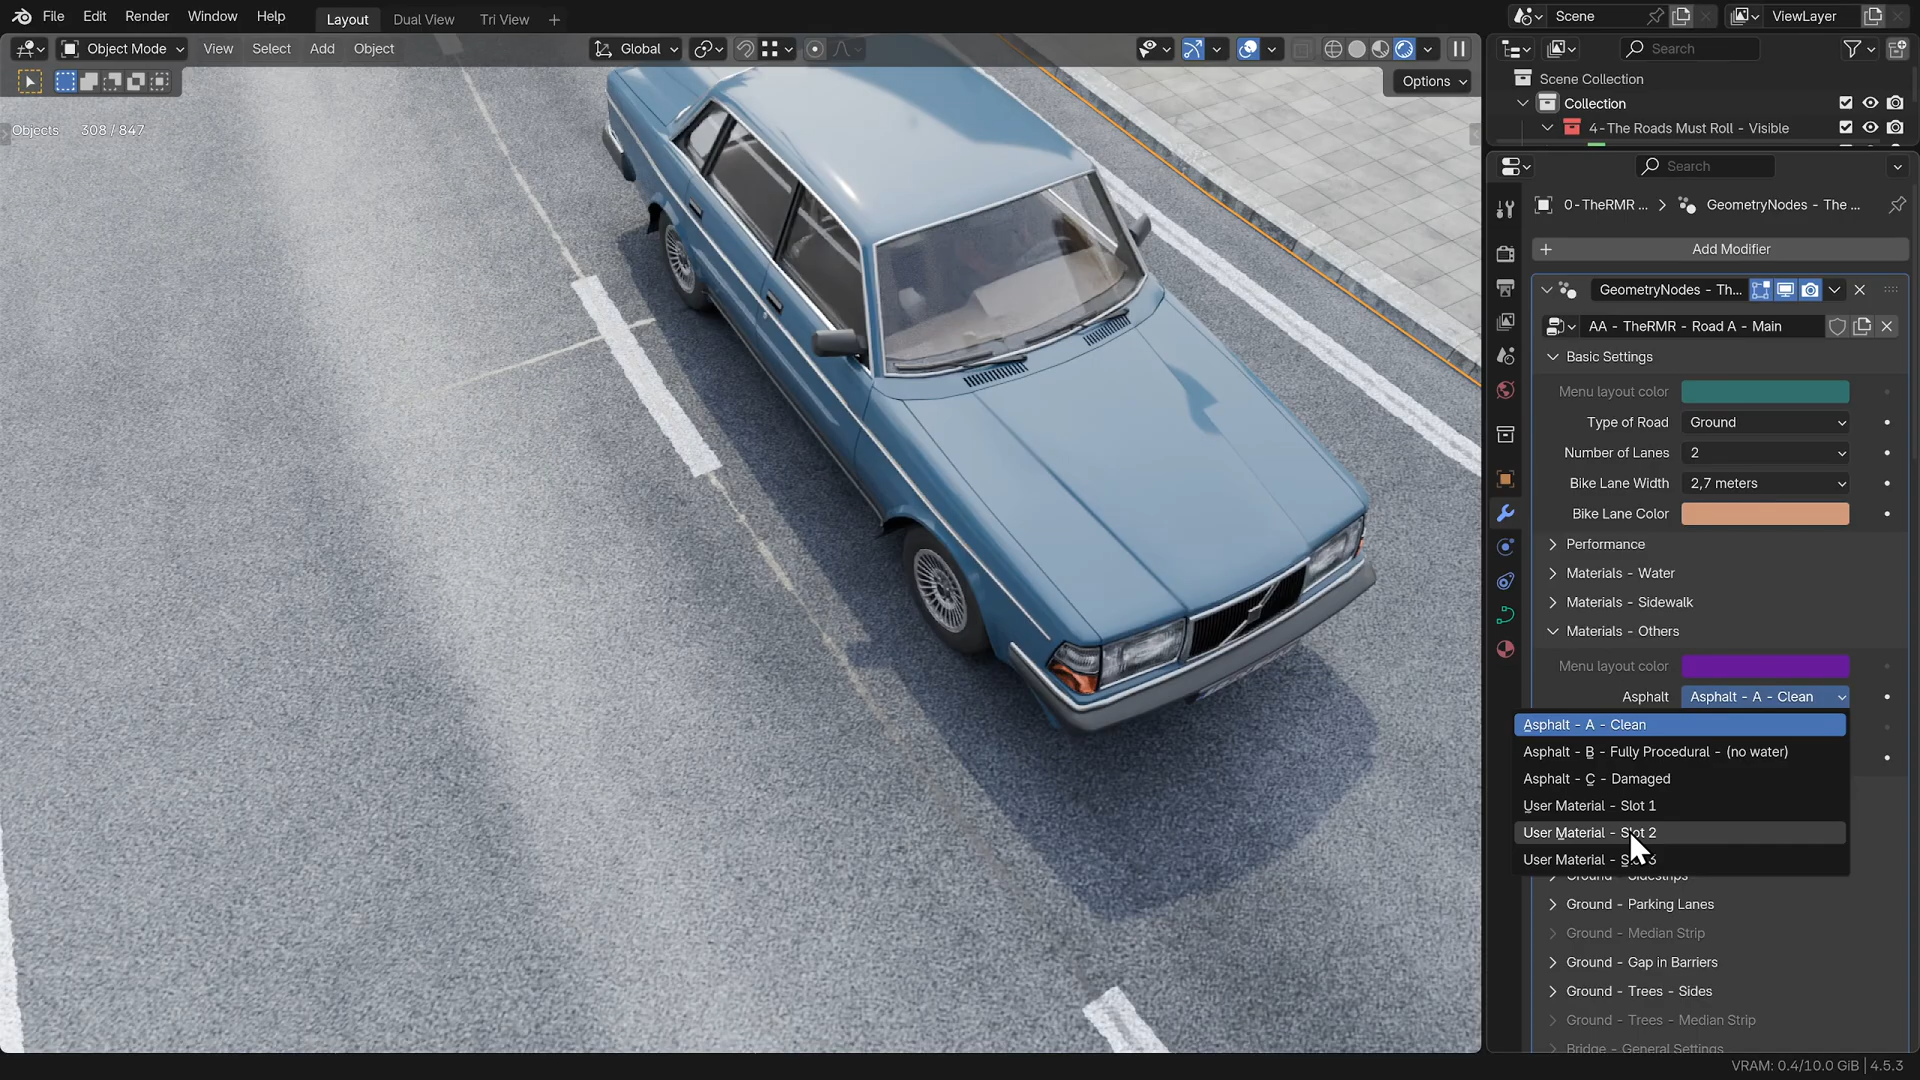 File Edit Render Window Help Layout Dual View Tri View + Scene ViewLayer
Object Mode View Select Add Object Global Search
Options
Scene Collection
Collection
Objects 308 / 847
4-The Roads Must Roll - Visible
Search
0-TheRMR ... GeometryNodes - The ...
Add Modifier
GeometryNodes - Th...
AA - TheRMR - Road A - Main
Basic Settings
Menu layout color
Type of Road Ground
Number of Lanes 2
Bike Lane Width 2,7 meters
Bike Lane Color
Performance
Materials - Water
Materials - Sidewalk
Materials - Others
Menu layout color
Asphalt Asphalt - A - Clean
Asphalt - A - Clean
Asphalt - B - Fully Procedural - (no water)
Asphalt - C - Damaged
User Material - Slot 1
User Material - Slot 2
User Material - Slot 3
Ground - Sidestrips
Ground - Parking Lanes
Ground - Median Strip
Ground - Gap in Barriers
Ground - Trees - Sides
Ground - Trees - Median Strip
Bridge - General Settings
VRAM: 0.4/10.0 GiB | 4.5.3